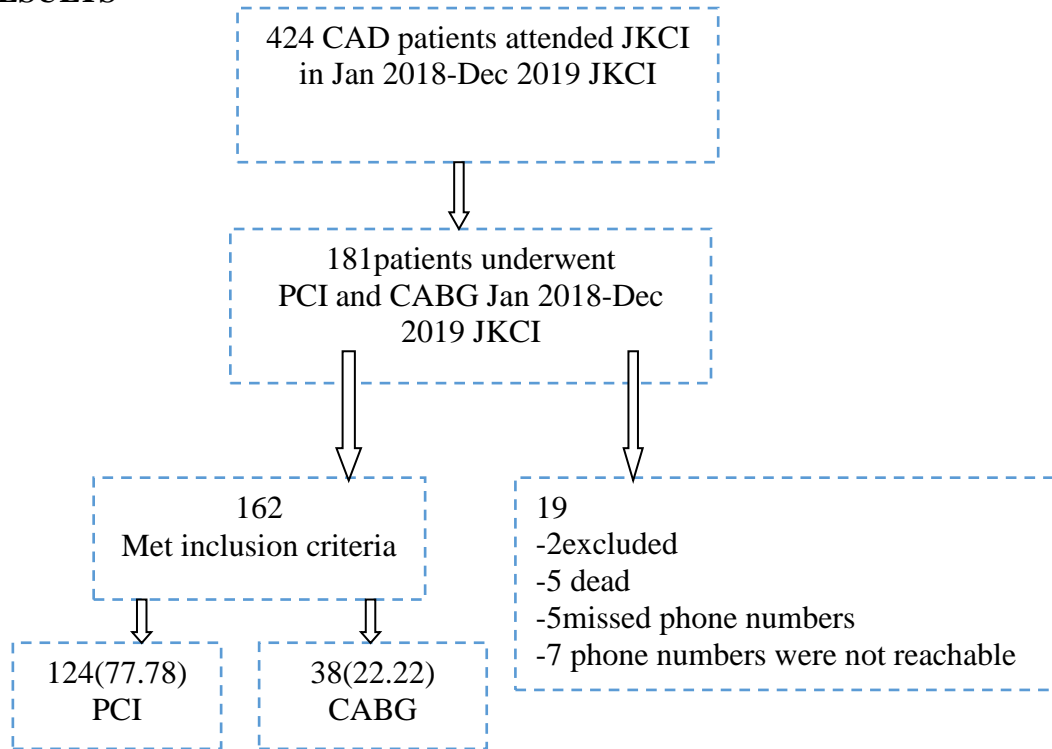 424 CAD patients attended JKCI
in Jan 2018-Dec 2019 JKCI
181patients underwent
PCI and CABG Jan 2018-Dec
2019 JKCI
162
Met inclusion criteria
19
-2excluded
-5 dead
-5missed phone numbers
-7 phone numbers were not reachable
124(77.78)
PCI
38(22.22)
CABG